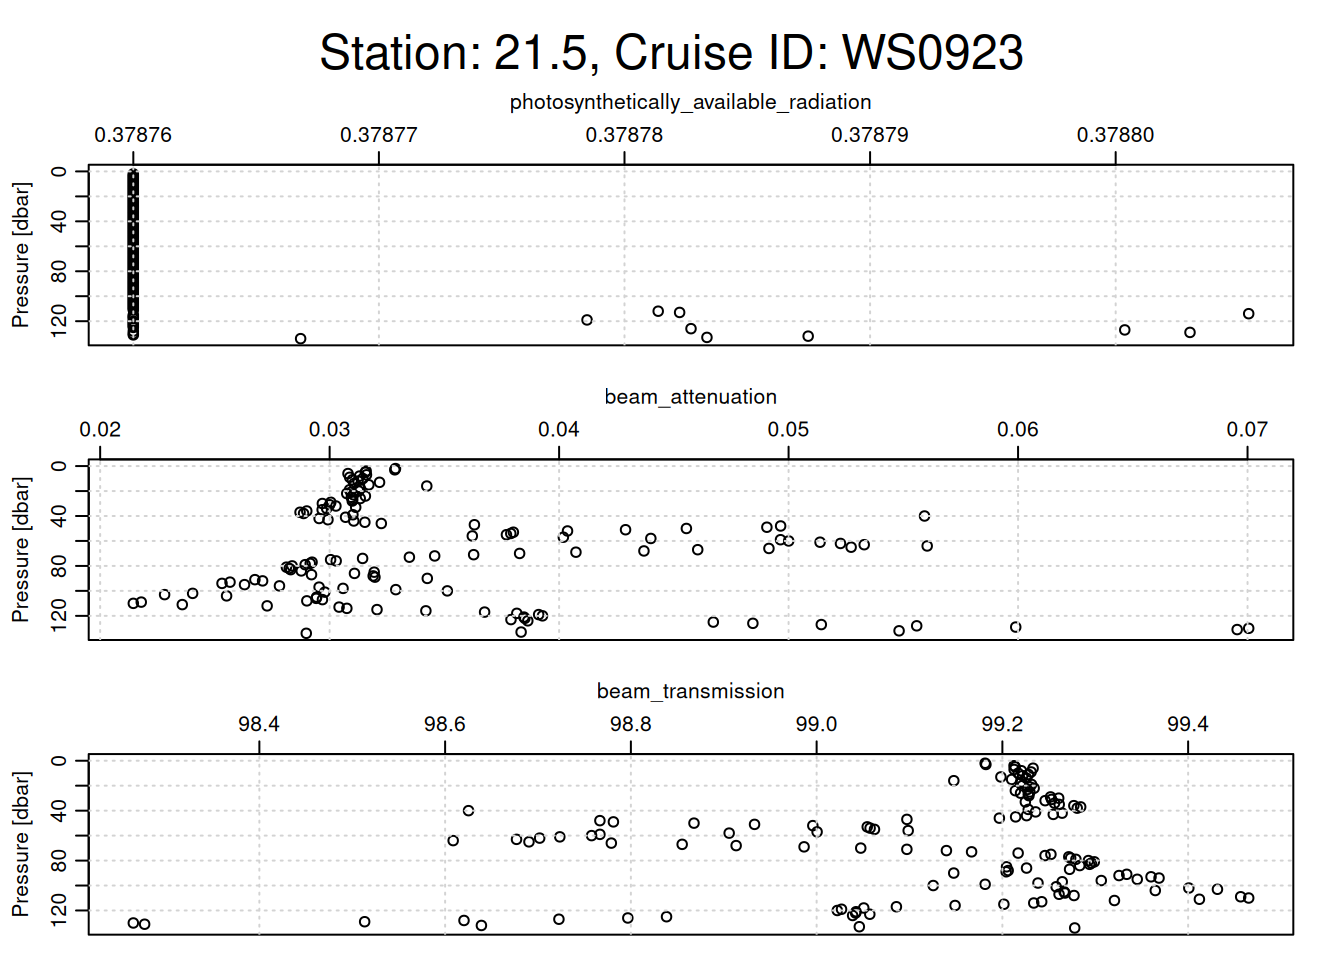 Station: 21.5, Cruise ID: WS0923
photosynthetically_available_radiation
0.37876 0.37877 0.37878 0.37879 0.37880
Pressure [dbar]
0
40
80
120
beam_attenuation
0.02 0.03 0.04 0.05 0.06 0.07
Pressure [dbar]
0
40
80
120
beam_transmission
98.4 98.6 98.8 99.0 99.2 99.4
Pressure [dbar]
0
40
80
120